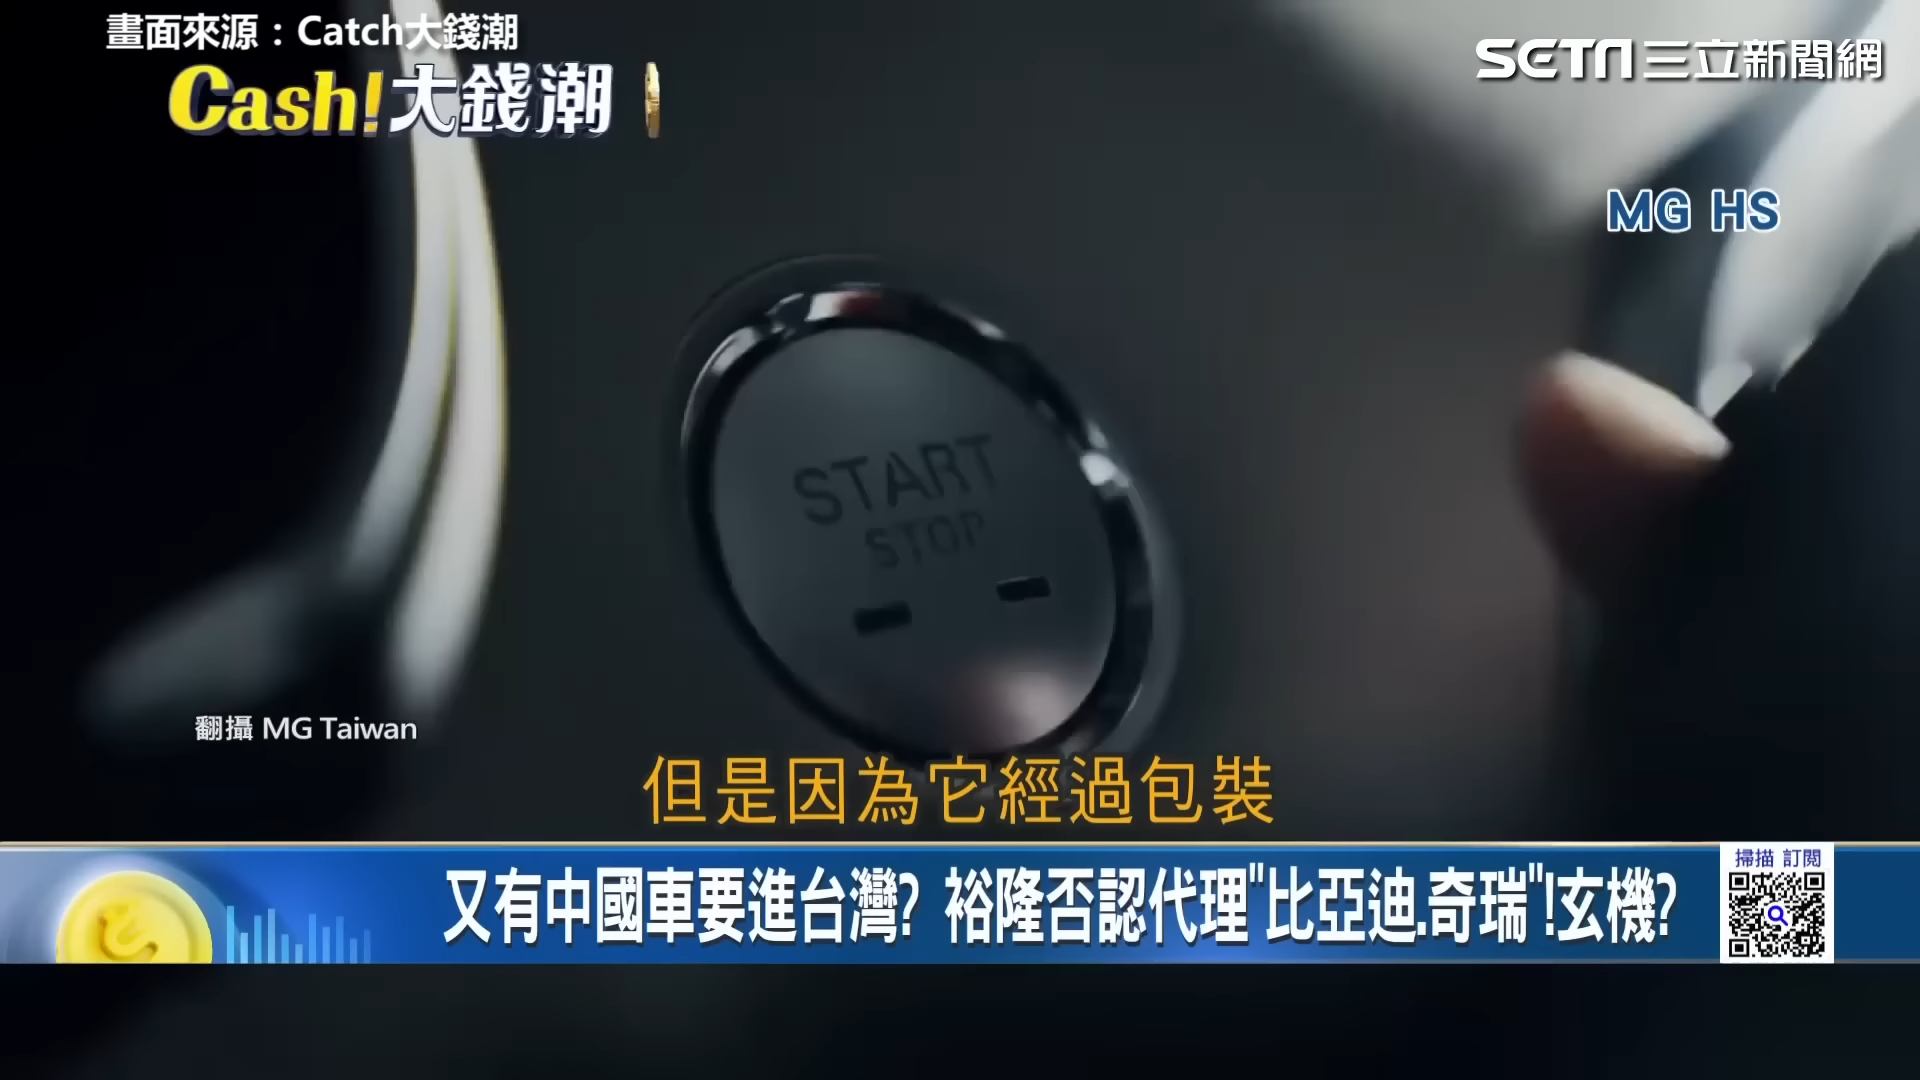 畫面來源：Catch大錢潮
Cash!大錢潮
SETN三立新聞網
MG HS
START
STOP
翻攝 MG Taiwan
但是因為它經過包裝
又有中國車要進台灣? 裕隆否認代理"比亞迪.奇瑞"!玄機?
掃描 訂閱